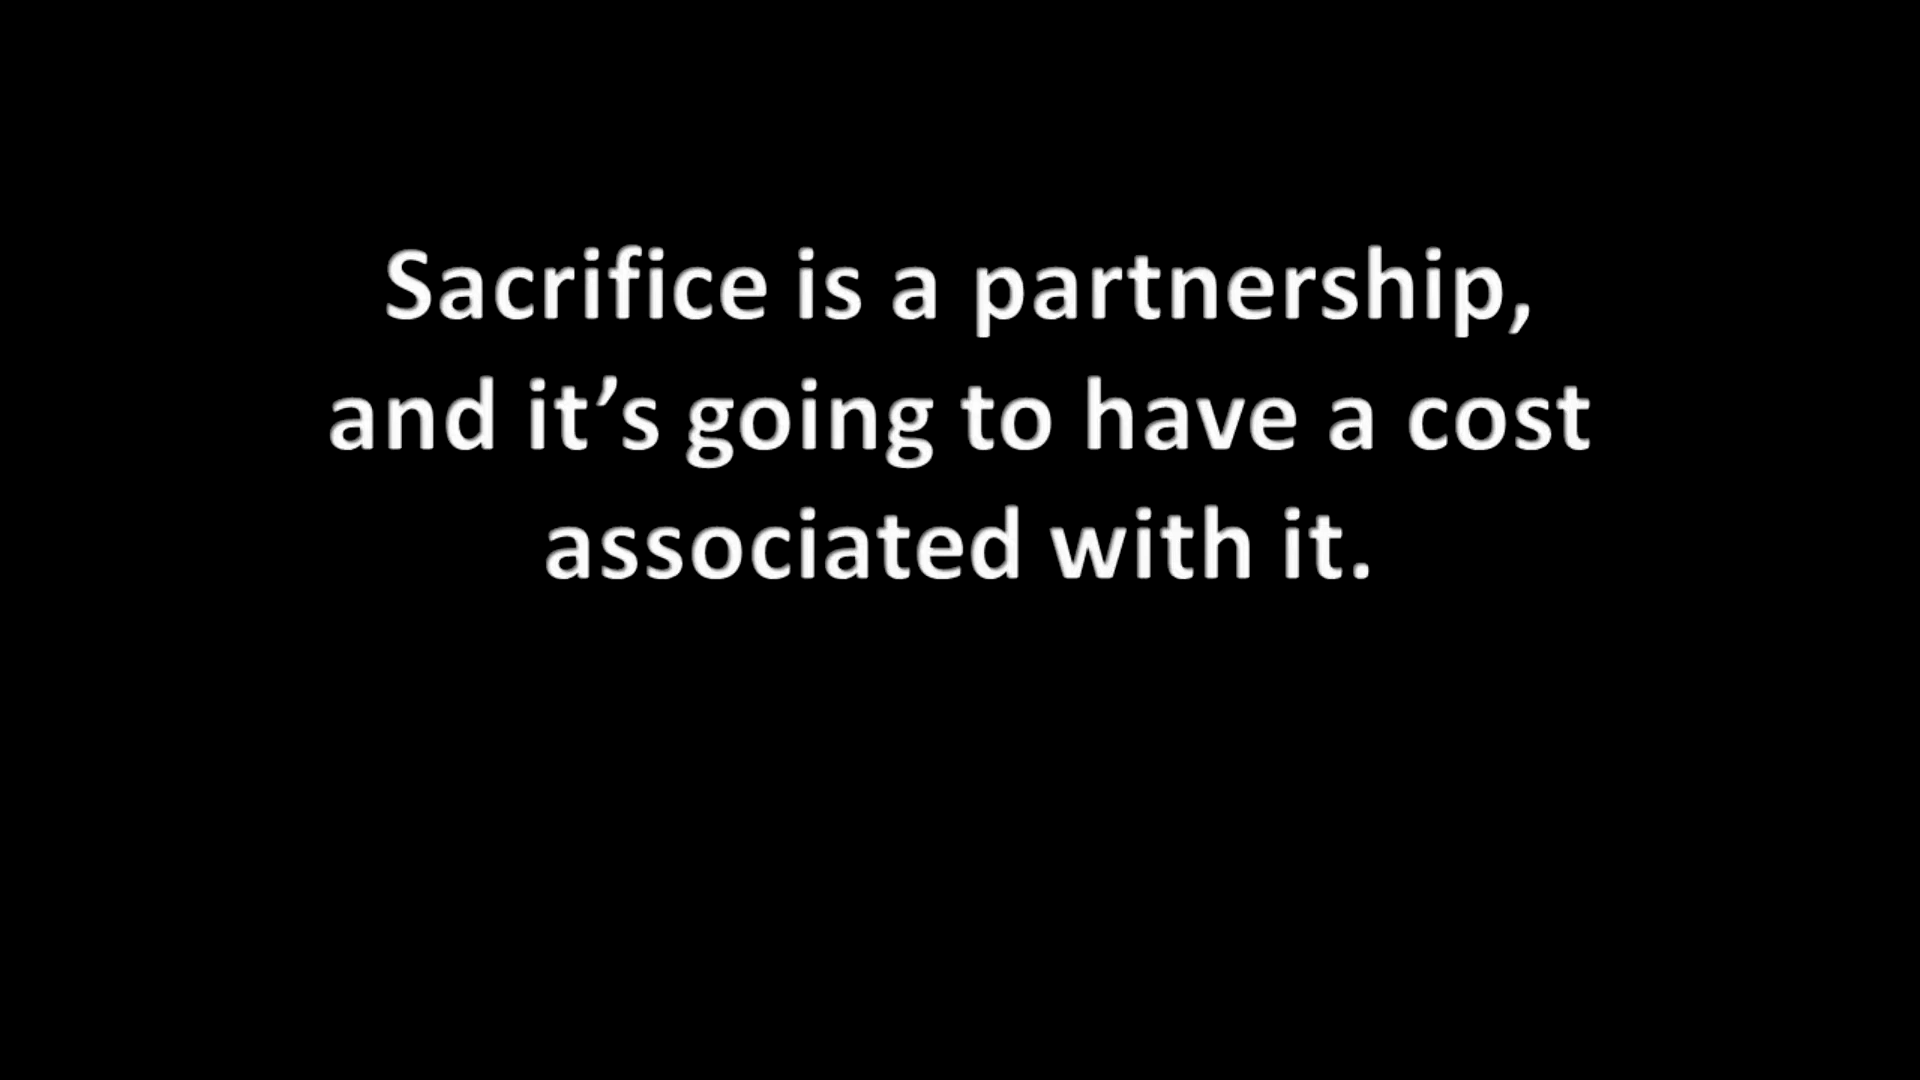 Sacrifice is a partnership,
and it’s going to have a cost
associated with it.